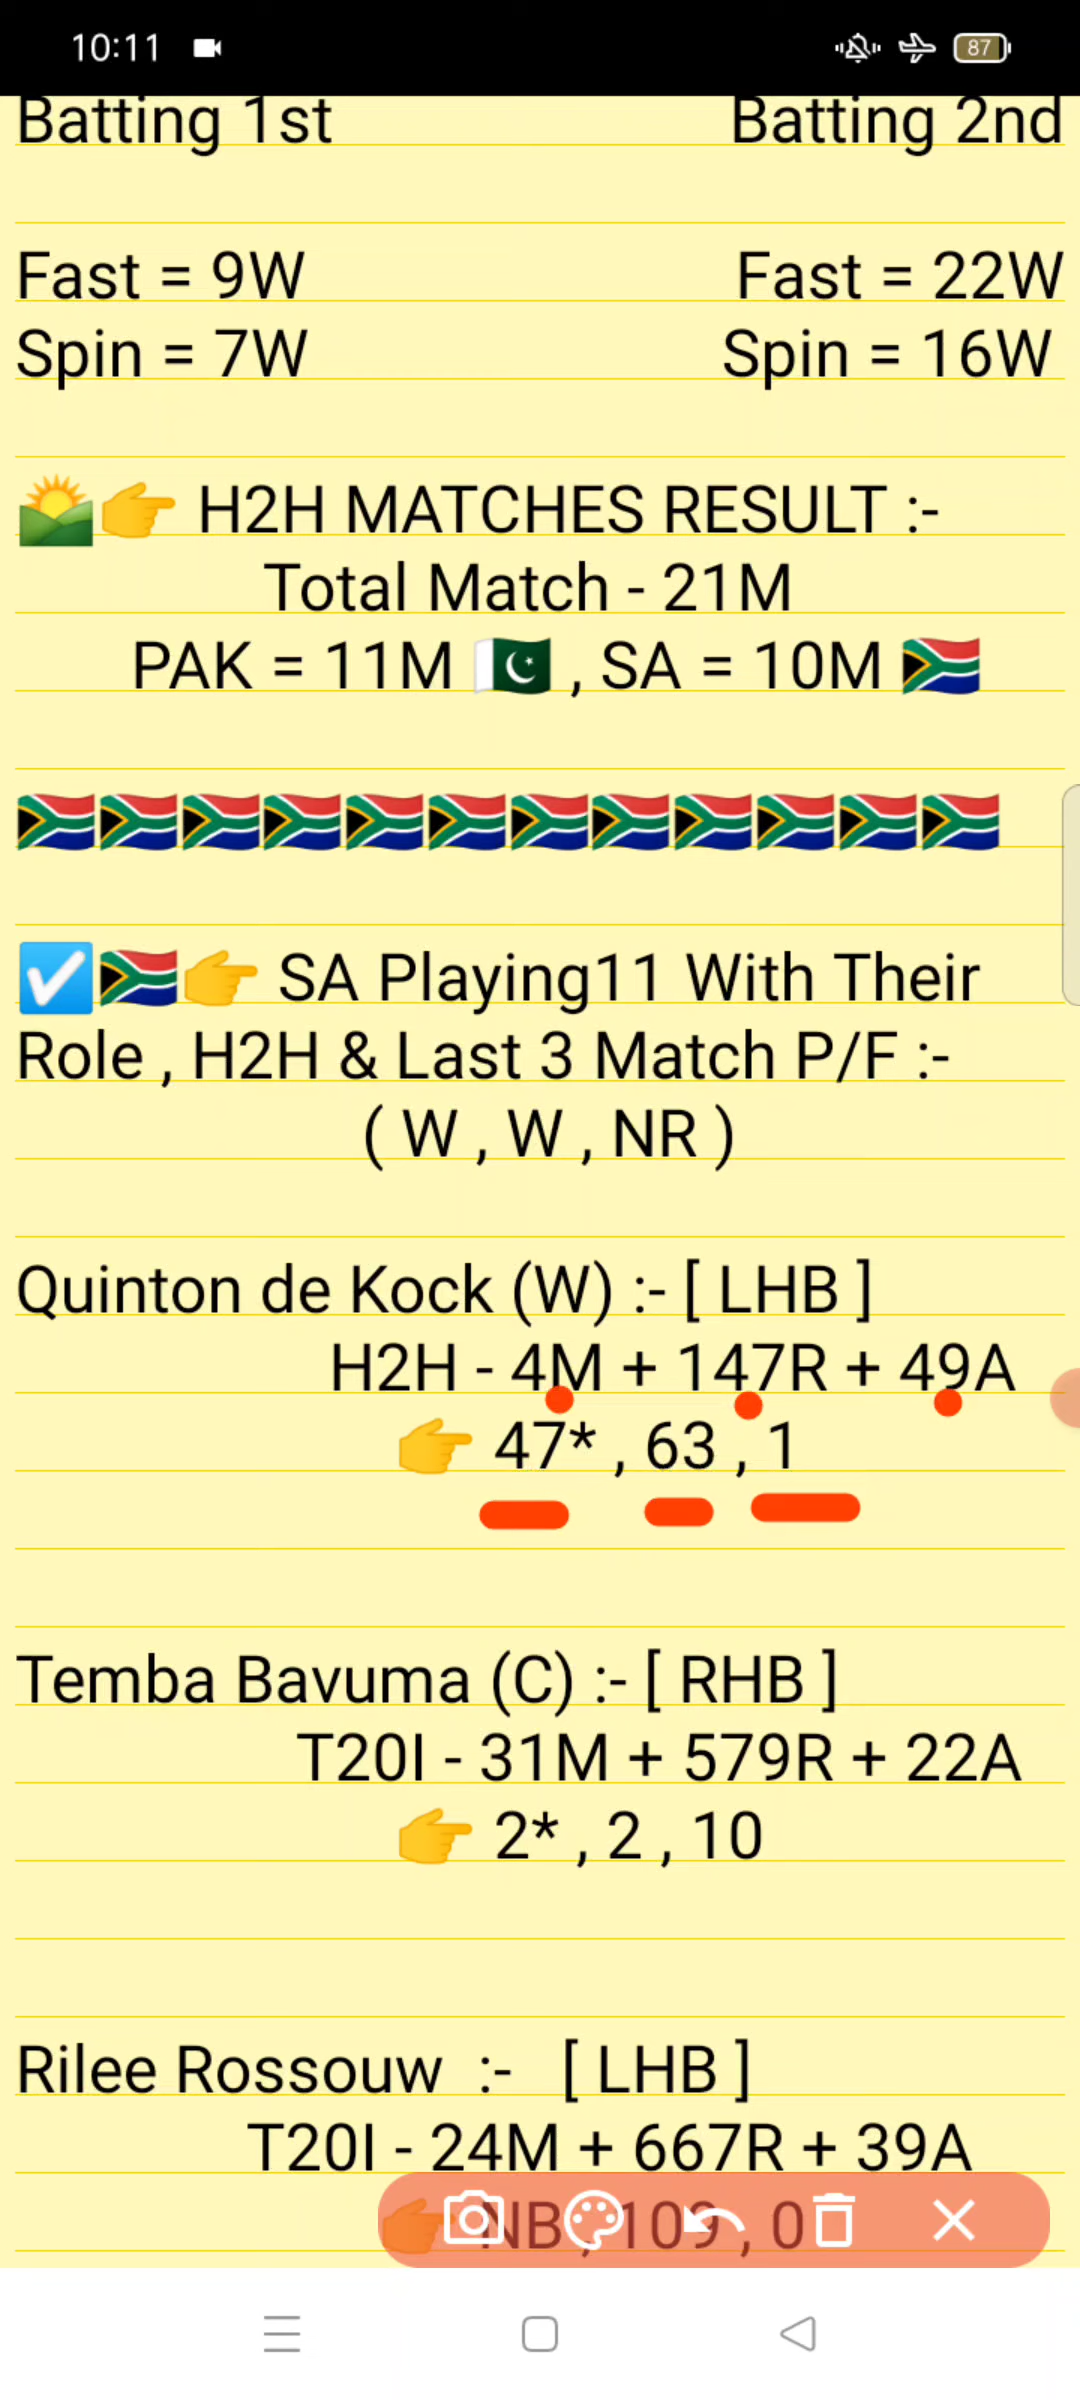 10:11 87
Batting 1st Batting 2nd
Fast = 9W Fast = 22W
Spin = 7W Spin = 16W
🌄👉 H2H MATCHES RESULT :-
Total Match - 21M
PAK = 11M 🇵🇰 , SA = 10M 🇿🇦
🇿🇦🇿🇦🇿🇦🇿🇦🇿🇦🇿🇦🇿🇦🇿🇦🇿🇦🇿🇦🇿🇦🇿🇦
☑️🇿🇦👉 SA Playing11 With Their
Role , H2H & Last 3 Match P/F :-
( W , W , NR )
Quinton de Kock (W) :- [ LHB ]
H2H - 4M + 147R + 49A
👉 47* , 63 , 1
Temba Bavuma (C) :- [ RHB ]
T20I - 31M + 579R + 22A
👉 2* , 2 , 10
Rilee Rossouw :- [ LHB ]
T20I - 24M + 667R + 39A
👉 NB , 109 , 0